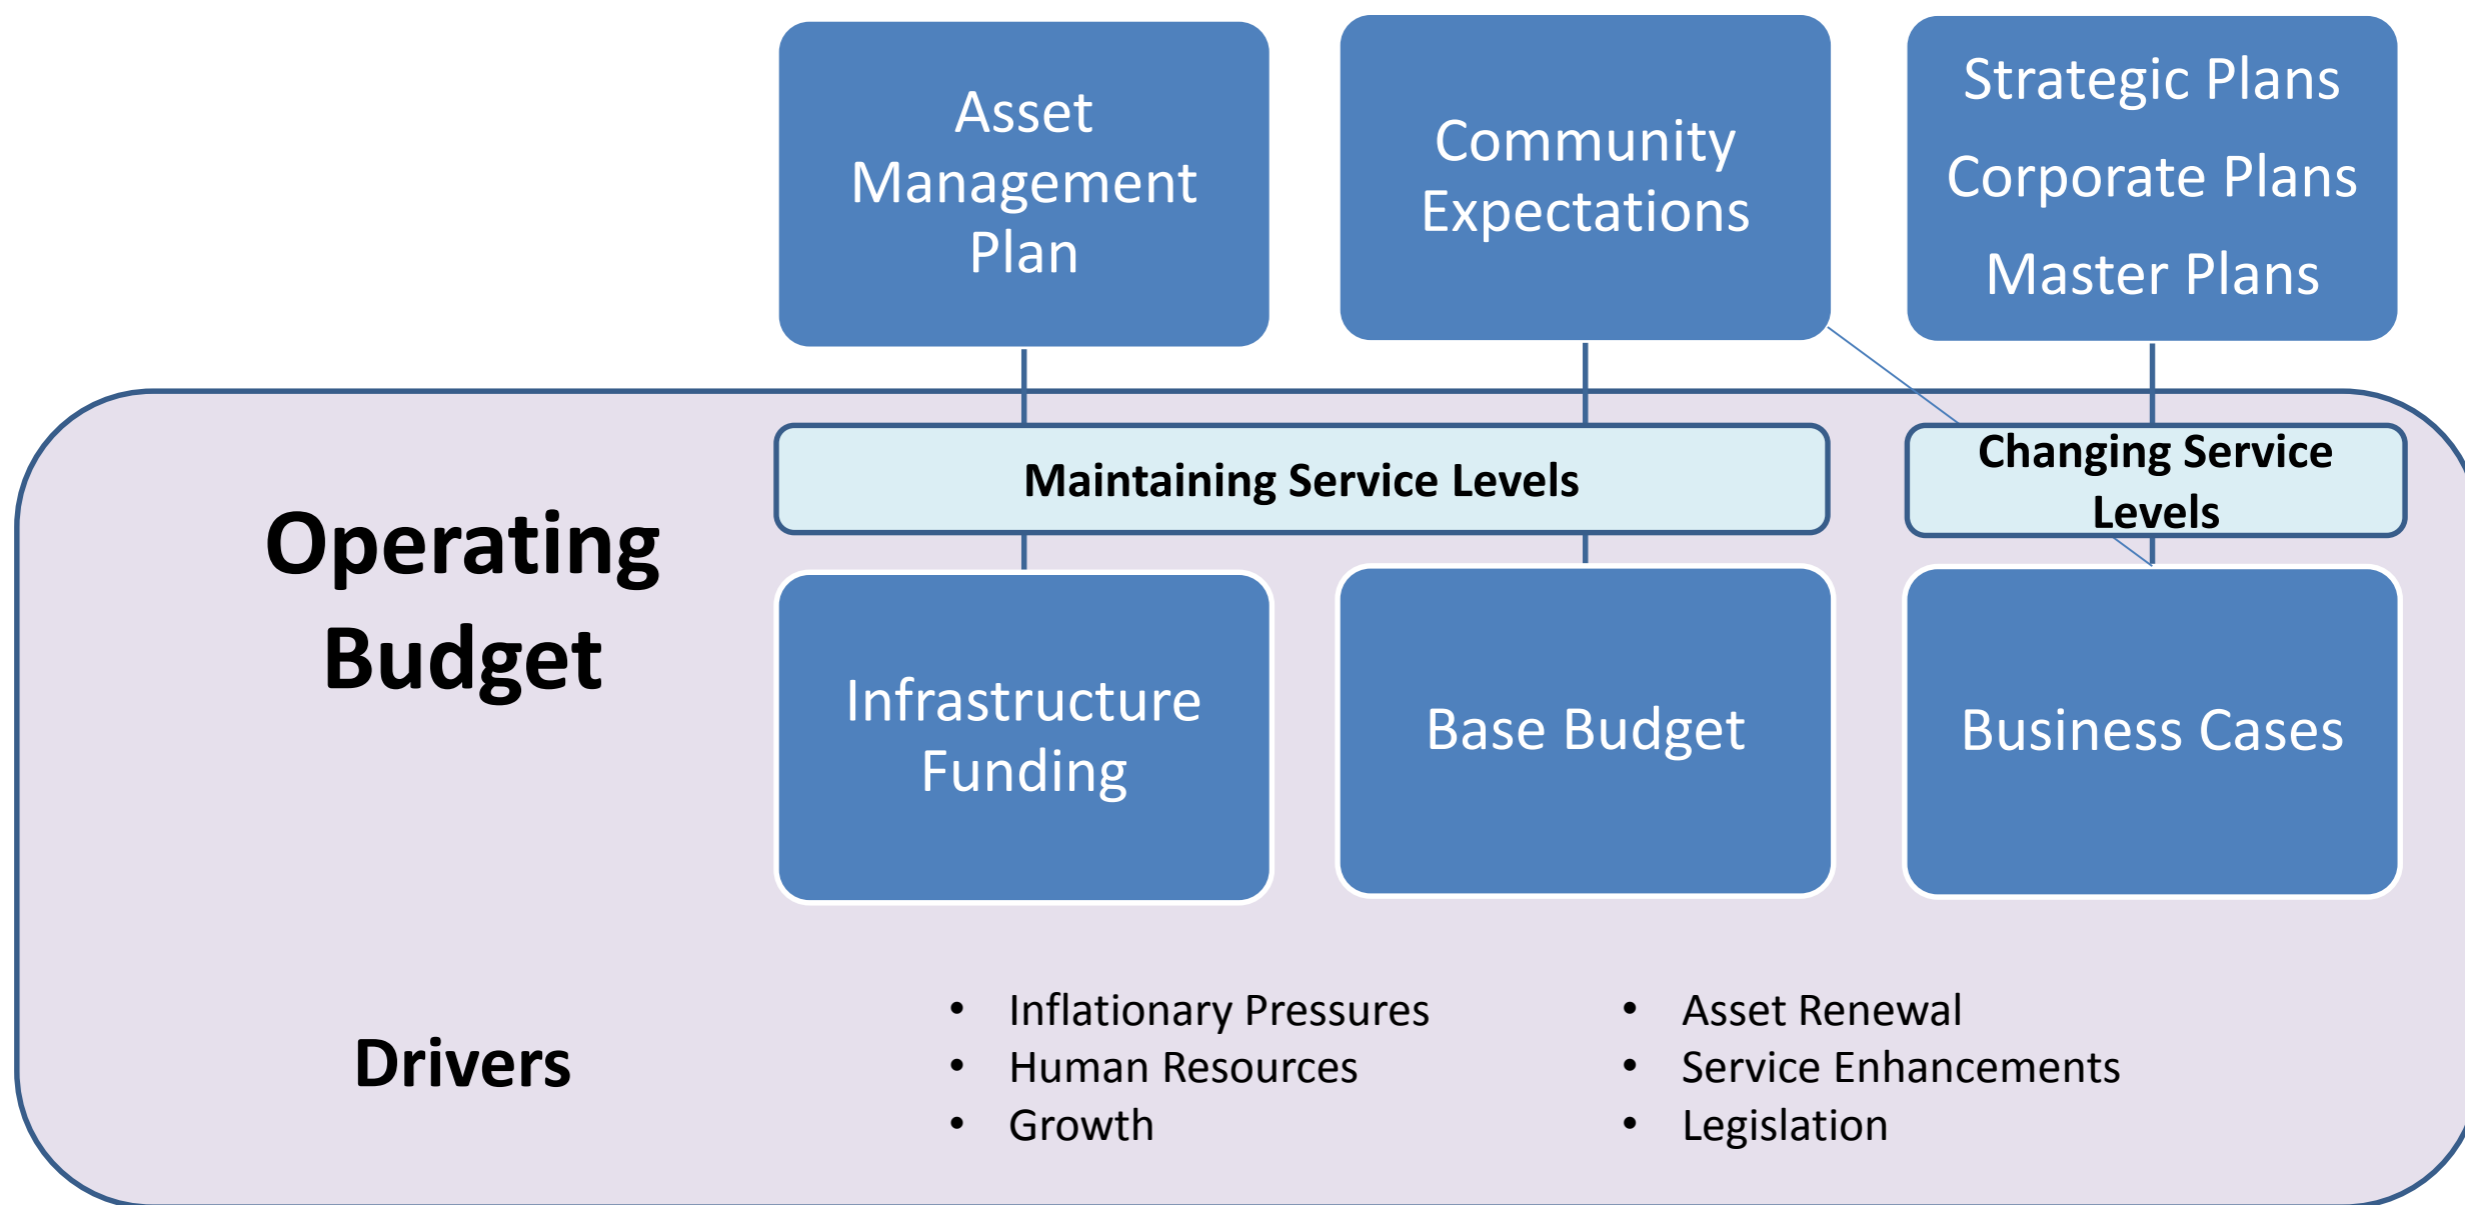 Asset
Management
Plan
Community
Expectations
Strategic Plans
Corporate Plans
Master Plans
Maintaining Service Levels
Changing Service
Levels
Operating
Budget
Infrastructure
Funding
Base Budget
Business Cases
Drivers
• Inflationary Pressures
• Human Resources
• Growth
• Asset Renewal
• Service Enhancements
• Legislation